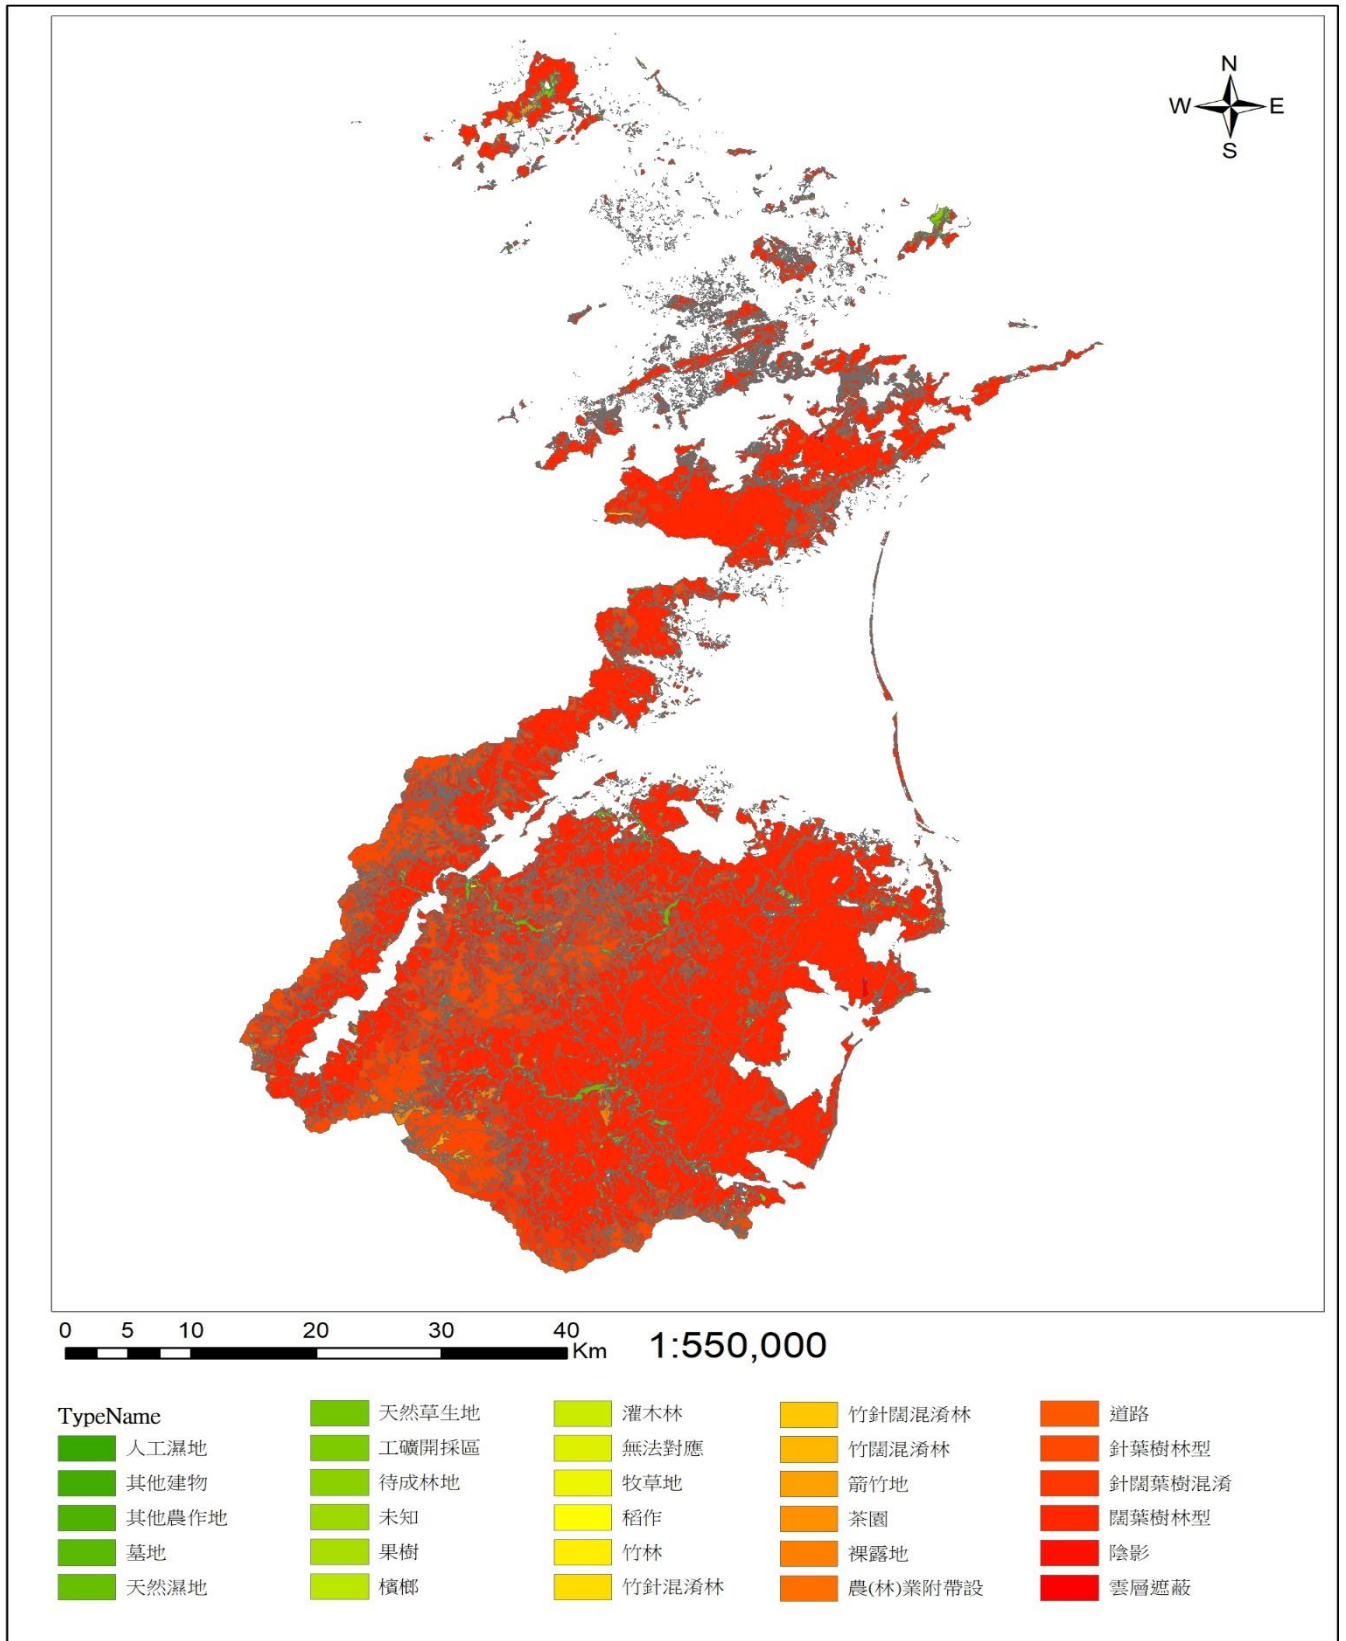 N
W E
S
0 5 10 20 30 40 Km
1:550,000
TypeName
人工濕地
其他建物
其他農作地
墓地
天然濕地
天然草生地
工礦開採區
待成林地
未知
果樹
檳榔
灌木林
無法對應
牧草地
稻作
竹林
竹針混淆林
竹針闊混淆林
竹闊混淆林
箭竹地
茶園
裸露地
農(林)業附帶設
道路
針葉樹林型
針闊葉樹混淆
闊葉樹林型
陰影
雲層遮蔽